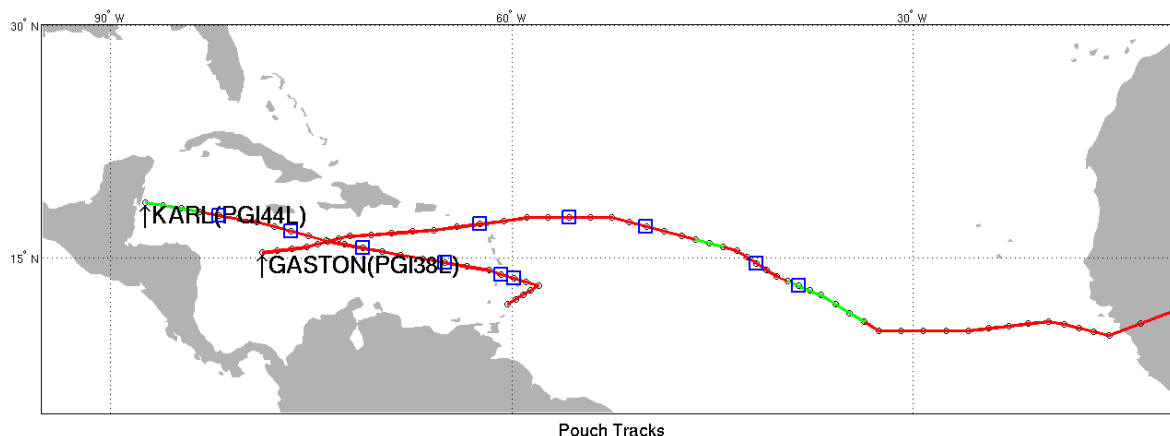 90° W
60° W
30° W
30° N
↑KARL(PGI44L)
15° N
↑GASTON(PGI38L)
Pouch Tracks